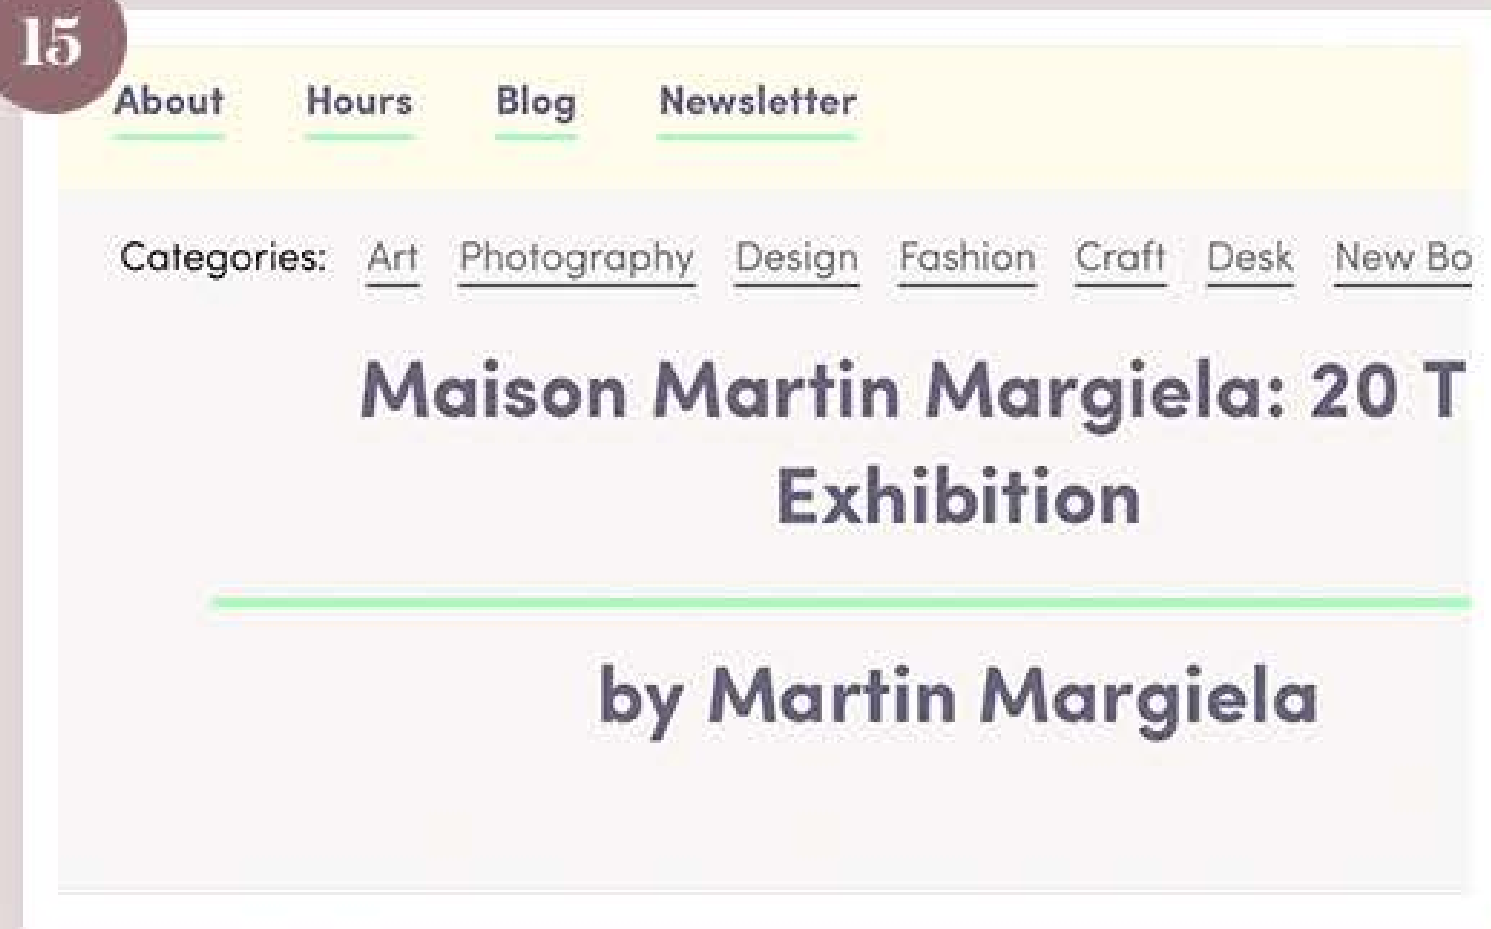 15
About Hours Blog Newsletter
Categories: Art Photography Design Fashion Craft Desk New Bo
Maison Martin Margiela: 20 T
Exhibition
by Martin Margiela